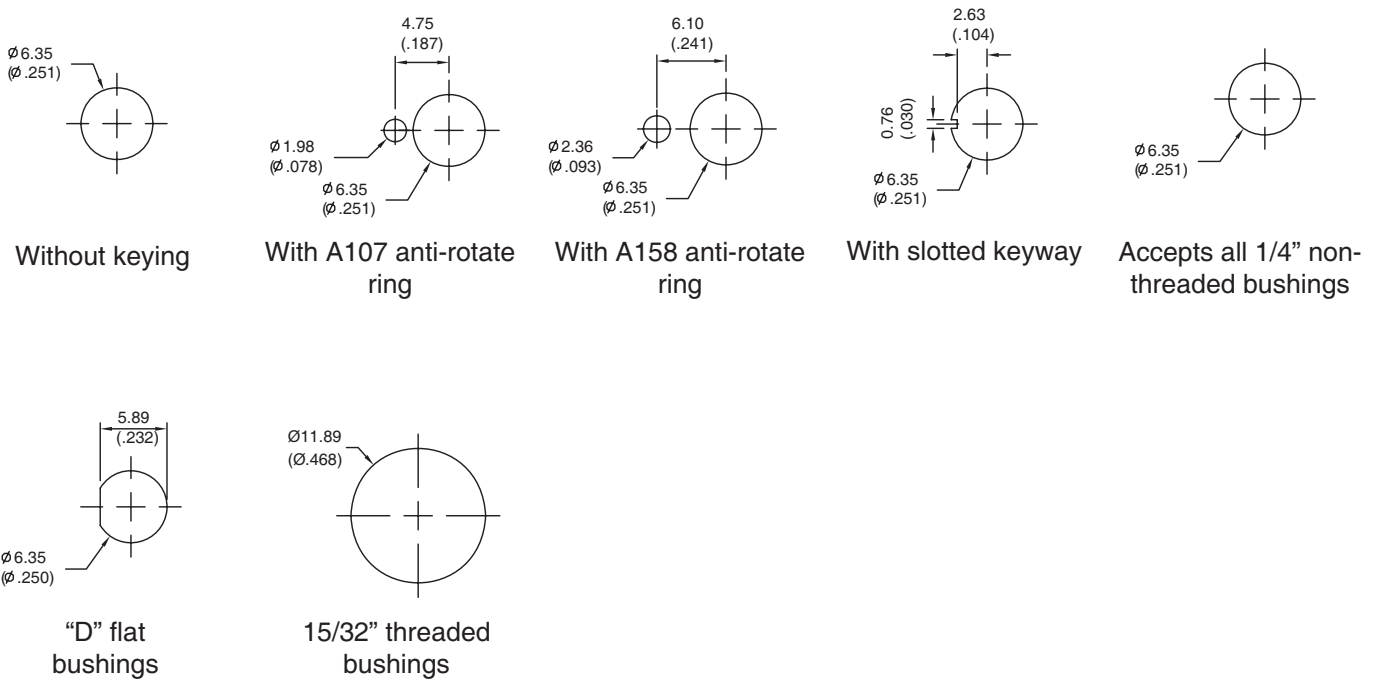 Ø6.35
(Ø.251)
Without keying
4.75
(.187)
Ø1.98
(Ø.078)
Ø6.35
(Ø.251)
With A107 anti-rotate
ring
6.10
(.241)
Ø2.36
(Ø.093)
Ø6.35
(Ø.251)
With A158 anti-rotate
ring
2.63
(.104)
0.76
(.030)
Ø6.35
(Ø.251)
With slotted keyway
Ø6.35
(Ø.251)
Accepts all 1/4” non-
threaded bushings
5.89
(.232)
Ø6.35
(Ø.250)
“D” flat
bushings
Ø11.89
(Ø.468)
15/32” threaded
bushings